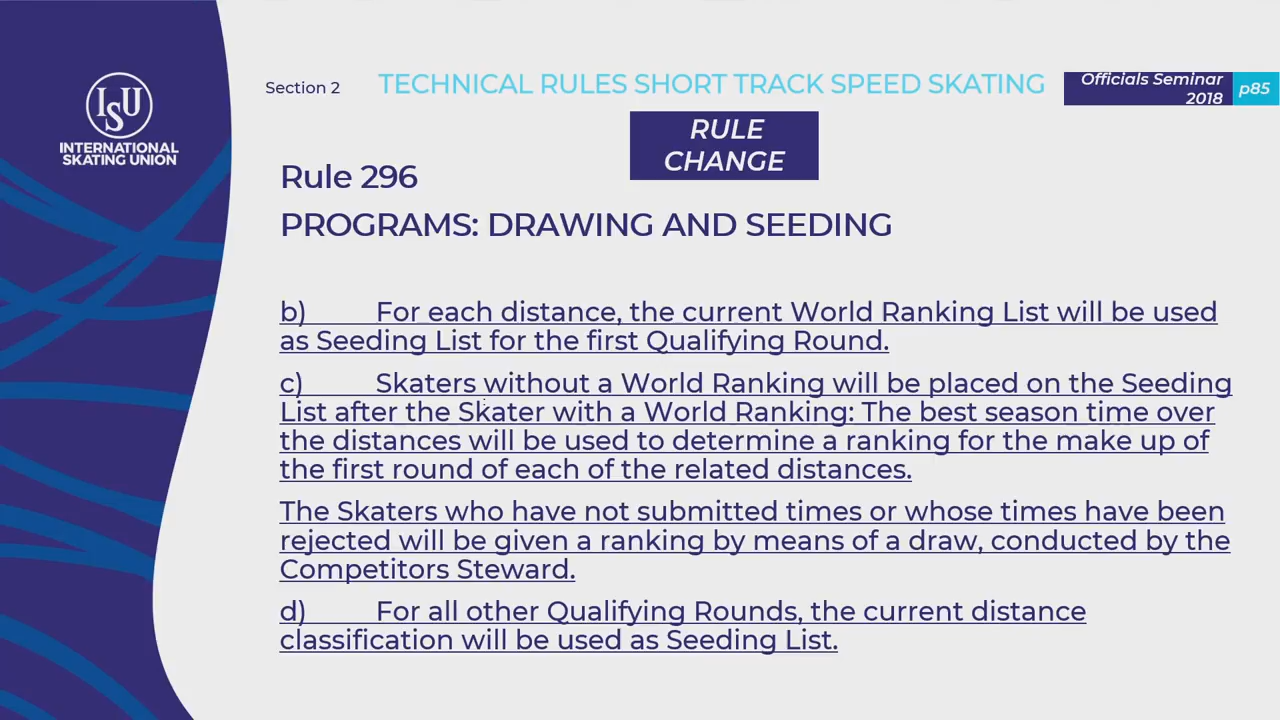 ISU
INTERNATIONAL
SKATING UNION
Section 2
TECHNICAL RULES SHORT TRACK SPEED SKATING
Officials Seminar
2018
p85
RULE
CHANGE
Rule 296
PROGRAMS: DRAWING AND SEEDING
b) For each distance, the current World Ranking List will be used
as Seeding List for the first Qualifying Round.
c) Skaters without a World Ranking will be placed on the Seeding
List after the Skater with a World Ranking: The best season time over
the distances will be used to determine a ranking for the make up of
the first round of each of the related distances.
The Skaters who have not submitted times or whose times have been
rejected will be given a ranking by means of a draw, conducted by the
Competitors Steward.
d) For all other Qualifying Rounds, the current distance
classification will be used as Seeding List.